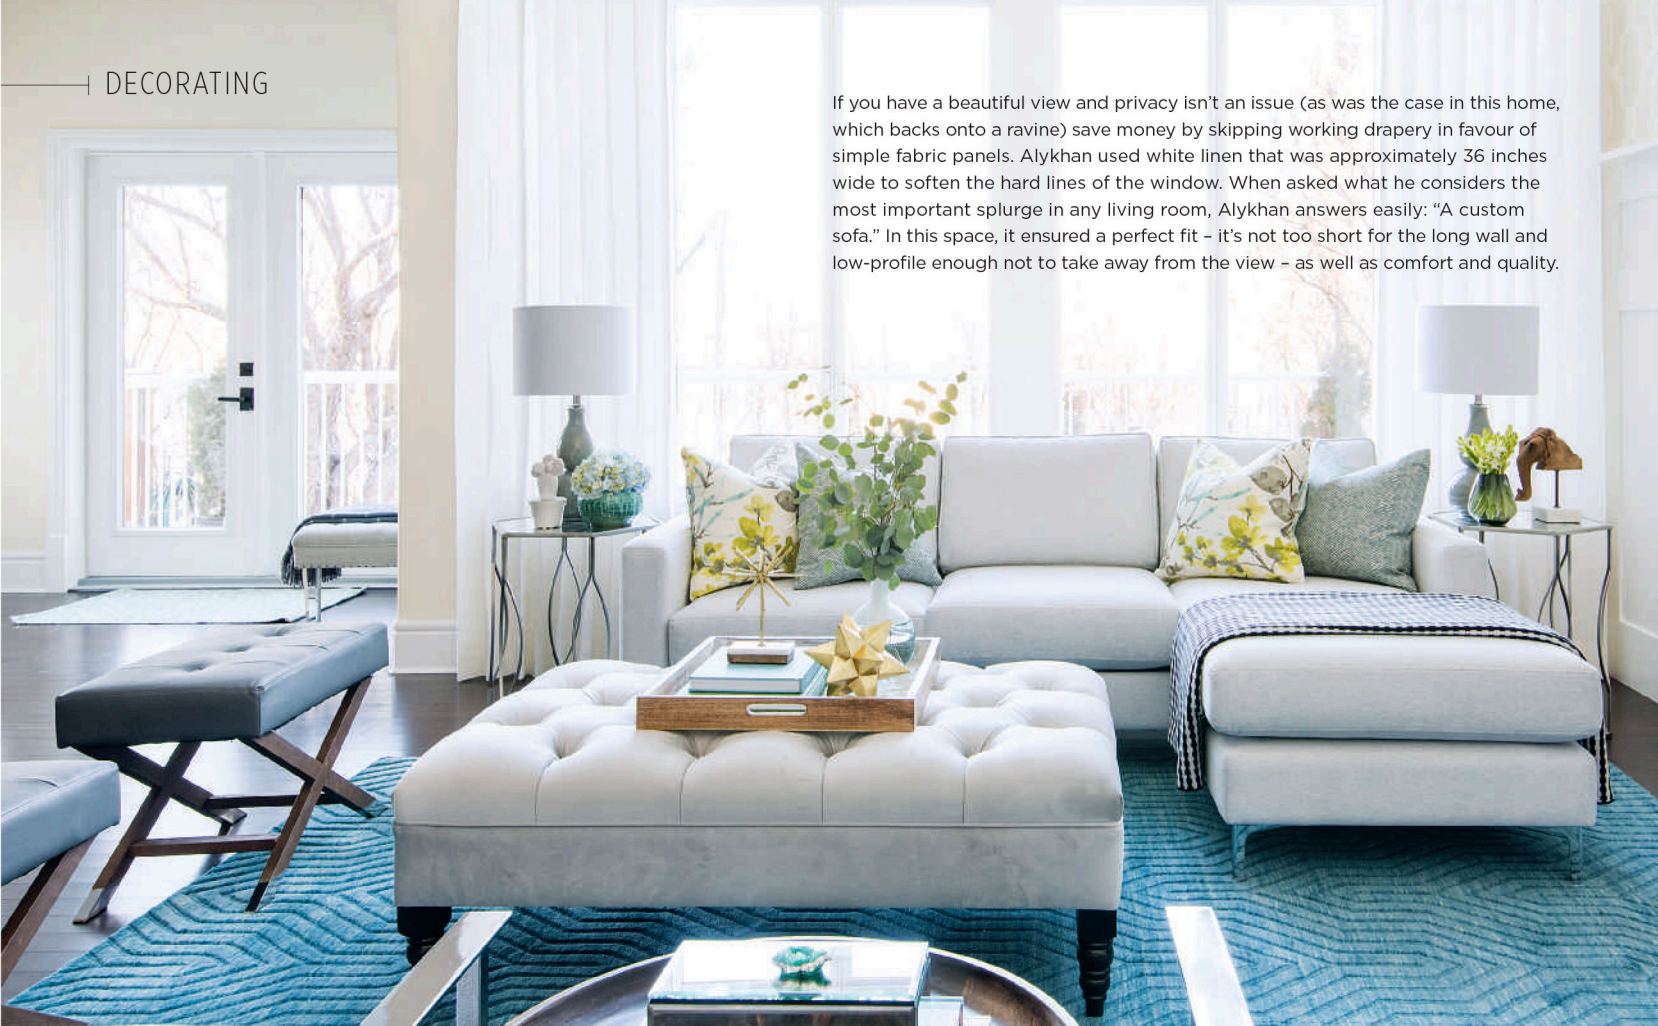 DECORATING
If you have a beautiful view and privacy isn’t an issue (as was the case in this home,
which backs onto a ravine) save money by skipping working drapery in favour of
simple fabric panels. Alykhan used white linen that was approximately 36 inches
wide to soften the hard lines of the window. When asked what he considers the
most important splurge in any living room, Alykhan answers easily: “A custom
sofa.” In this space, it ensured a perfect fit – it’s not too short for the long wall and
low-profile enough not to take away from the view – as well as comfort and quality.